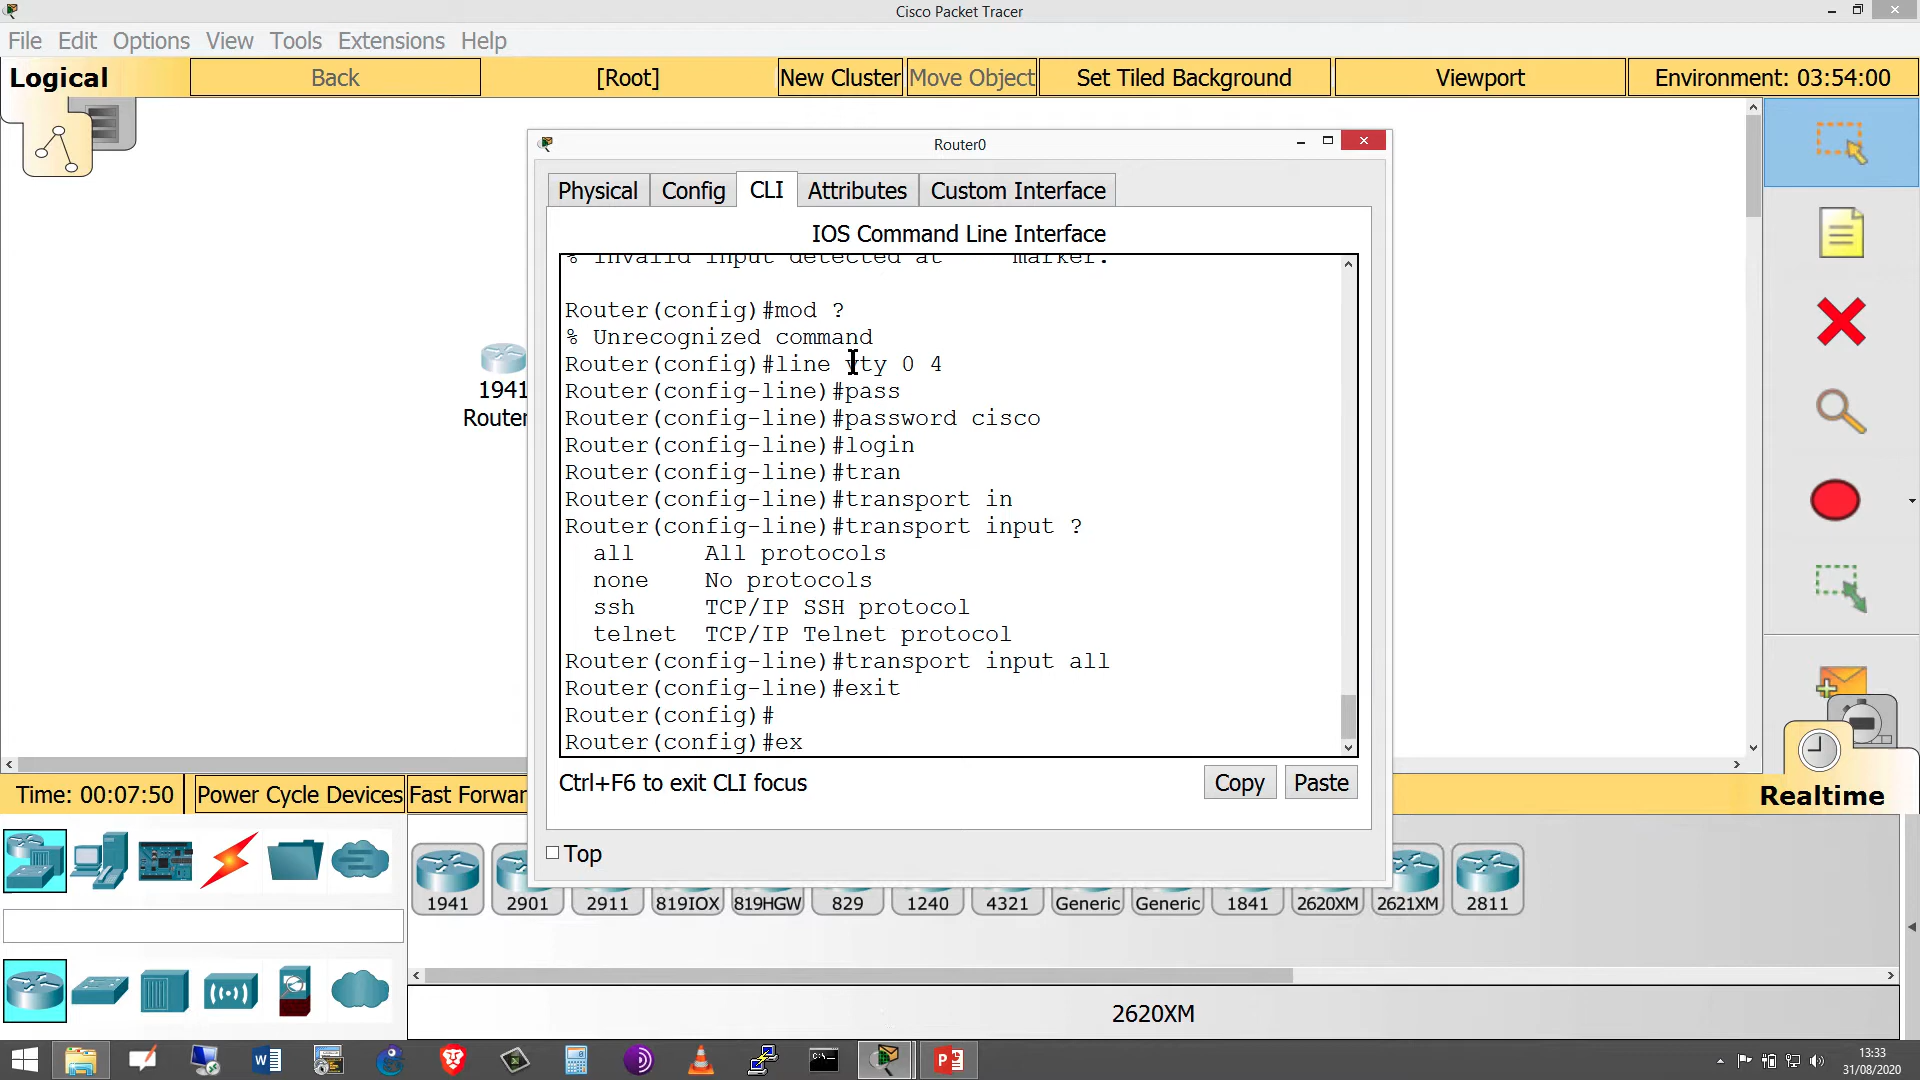 Cisco Packet Tracer
File Edit Options View Tools Extensions Help
Logical Back [Root] New Cluster Move Object Set Tiled Background Viewport Environment: 03:54:00
Router0
Physical Config CLI Attributes Custom Interface
IOS Command Line Interface
% Invalid input detected at marker.
Router(config)#mod ?
% Unrecognized command
Router(config)#line vty 0 4
Router(config-line)#pass
Router(config-line)#password cisco
Router(config-line)#login
Router(config-line)#tran
Router(config-line)#transport in
Router(config-line)#transport input ?
all All protocols
none No protocols
ssh TCP/IP SSH protocol
telnet TCP/IP Telnet protocol
Router(config-line)#transport input all
Router(config-line)#exit
Router(config)#
Router(config)#ex
1941
Router
Ctrl+F6 to exit CLI focus Copy Paste
Top
Time: 00:07:50 Power Cycle Devices Fast Forwar Realtime
1941 2901 2911 819IOX 819HGW 829 1240 4321 Generic Generic 1841 2620XM 2621XM 2811
2620XM
13:33
31/08/2020